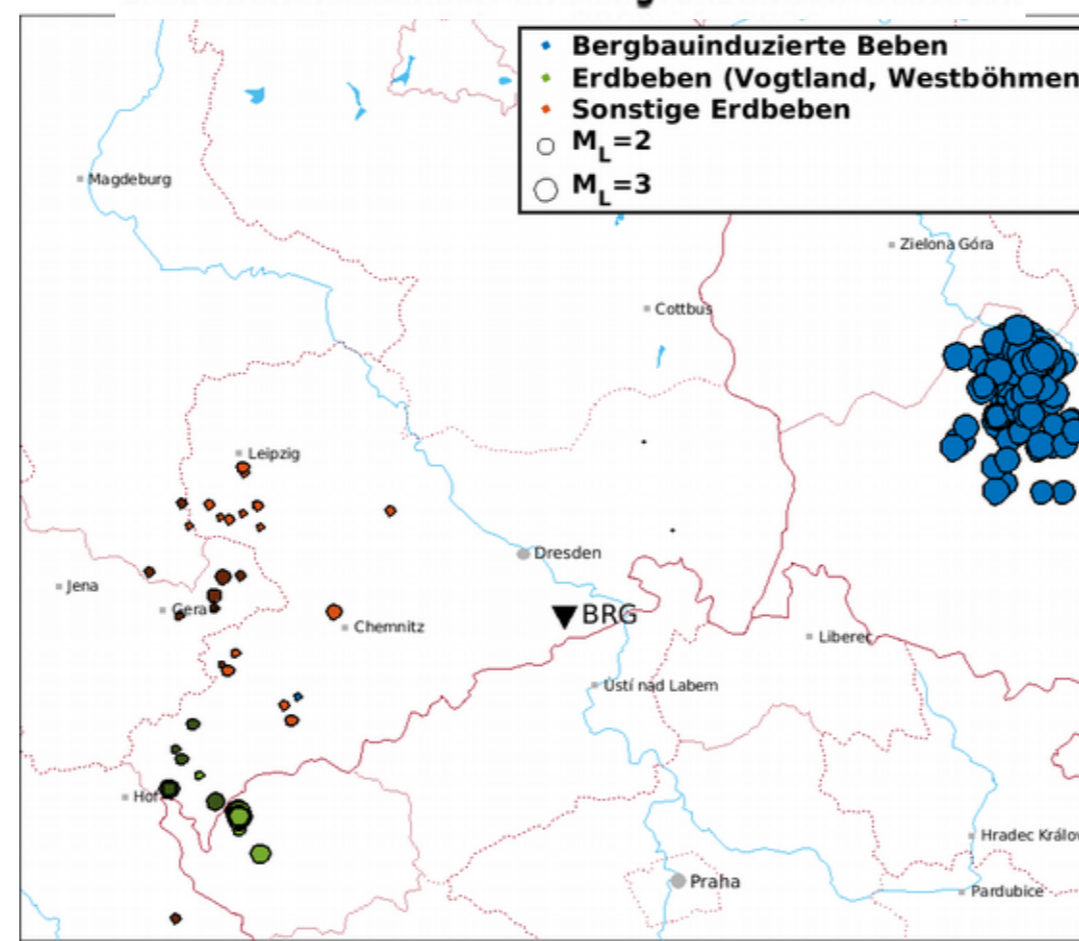 Bergbauinduzierte Beben
Erdbeben (Vogtland, Westböhmen
Sonstige Erdbeben
ML=2
ML=3
Magdeburg
Zielona Góra
Cottbus
Leipzig
Dresden
Jena
Gera
BRG
Chemnitz
Liberec
Ústí nad Labem
Hof
Hradec Králov
Praha
Pardubice